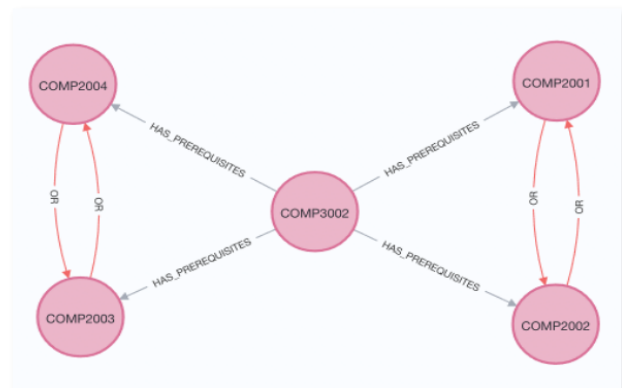 COMP2004
COMP2001
HAS_PREREQUISITES
HAS_PREREQUISITES
OR
OR
OR
OR
COMP3002
HAS_PREREQUISITES
HAS_PREREQUISITES
COMP2003
COMP2002